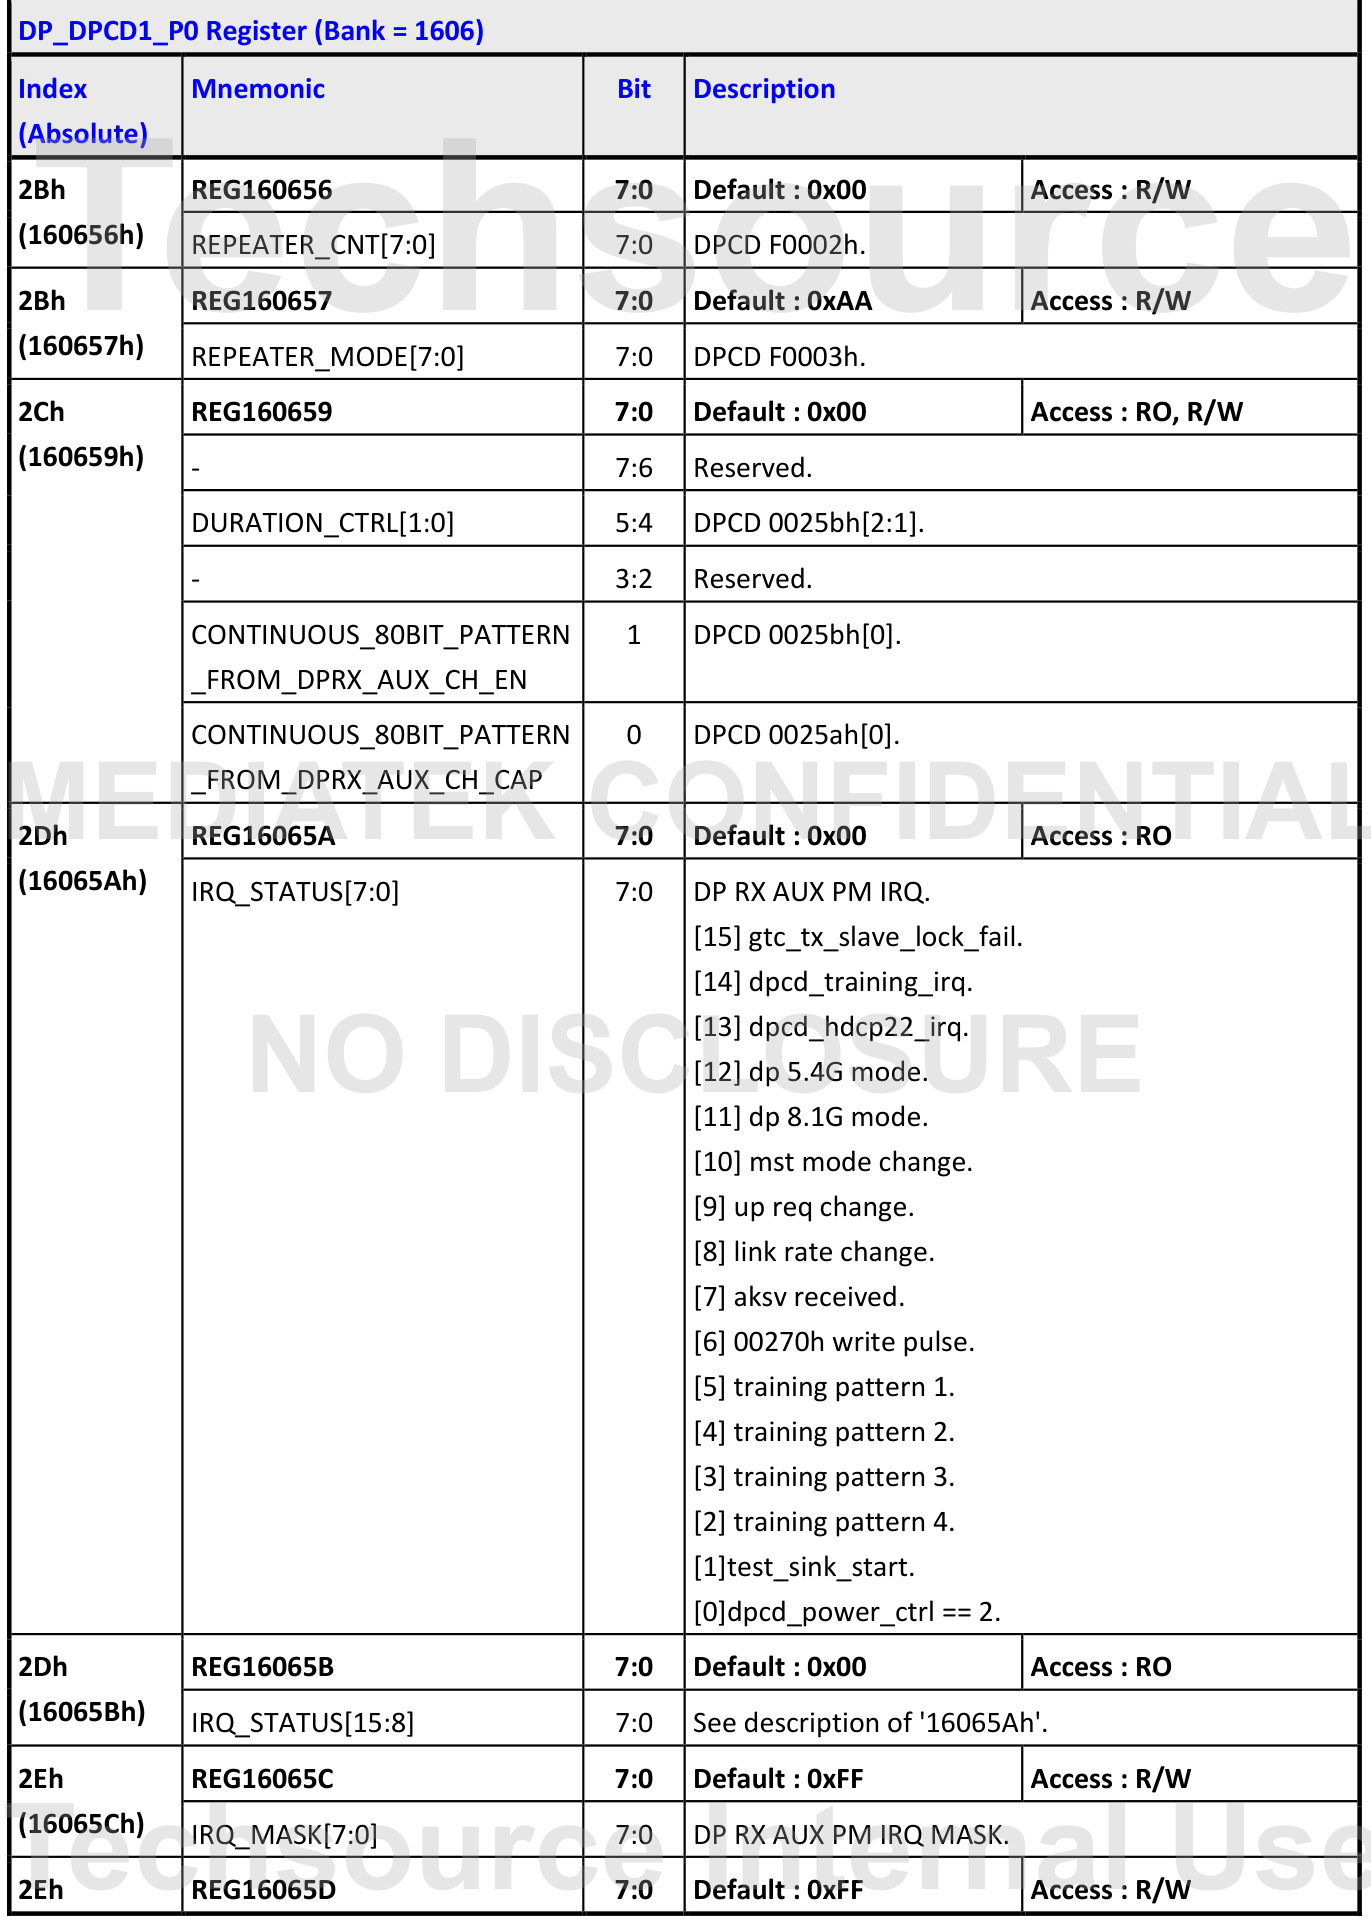 DP_DPCD1_P0 Register (Bank = 1606)
Index
(Absolute)
Mnemonic
Bit
Description
2Bh
(160656h)
REG160656
7:0
Default : 0x00
Access : R/W
REPEATER_CNT[7:0]
7:0
DPCD F0002h.
Techsource
2Bh
(160657h)
REG160657
7:0
Default : 0xAA
Access : R/W
REPEATER_MODE[7:0]
7:0
DPCD F0003h.
2Ch
(160659h)
REG160659
7:0
Default : 0x00
Access : RO, R/W
-
7:6
Reserved.
DURATION_CTRL[1:0]
5:4
DPCD 0025bh[2:1].
-
3:2
Reserved.
CONTINUOUS_80BIT_PATTERN
_FROM_DPRX_AUX_CH_EN
1
DPCD 0025bh[0].
CONTINUOUS_80BIT_PATTERN
_FROM_DPRX_AUX_CH_CAP
0
DPCD 0025ah[0].
MEDIATEK CONFIDENTIAL
2Dh
(16065Ah)
REG16065A
7:0
Default : 0x00
Access : RO
IRQ_STATUS[7:0]
7:0
DP RX AUX PM IRQ.
[15] gtc_tx_slave_lock_fail.
[14] dpcd_training_irq.
[13] dpcd_hdcp22_irq.
NO DISCLOSURE
[12] dp 5.4G mode.
[11] dp 8.1G mode.
[10] mst mode change.
[9] up req change.
[8] link rate change.
[7] aksv received.
[6] 00270h write pulse.
[5] training pattern 1.
[4] training pattern 2.
[3] training pattern 3.
[2] training pattern 4.
[1]test_sink_start.
[0]dpcd_power_ctrl == 2.
2Dh
(16065Bh)
REG16065B
7:0
Default : 0x00
Access : RO
IRQ_STATUS[15:8]
7:0
See description of '16065Ah'.
2Eh
(16065Ch)
REG16065C
7:0
Default : 0xFF
Access : R/W
IRQ_MASK[7:0]
7:0
DP RX AUX PM IRQ MASK.
Techsource Internal Use
2Eh
REG16065D
7:0
Default : 0xFF
Access : R/W